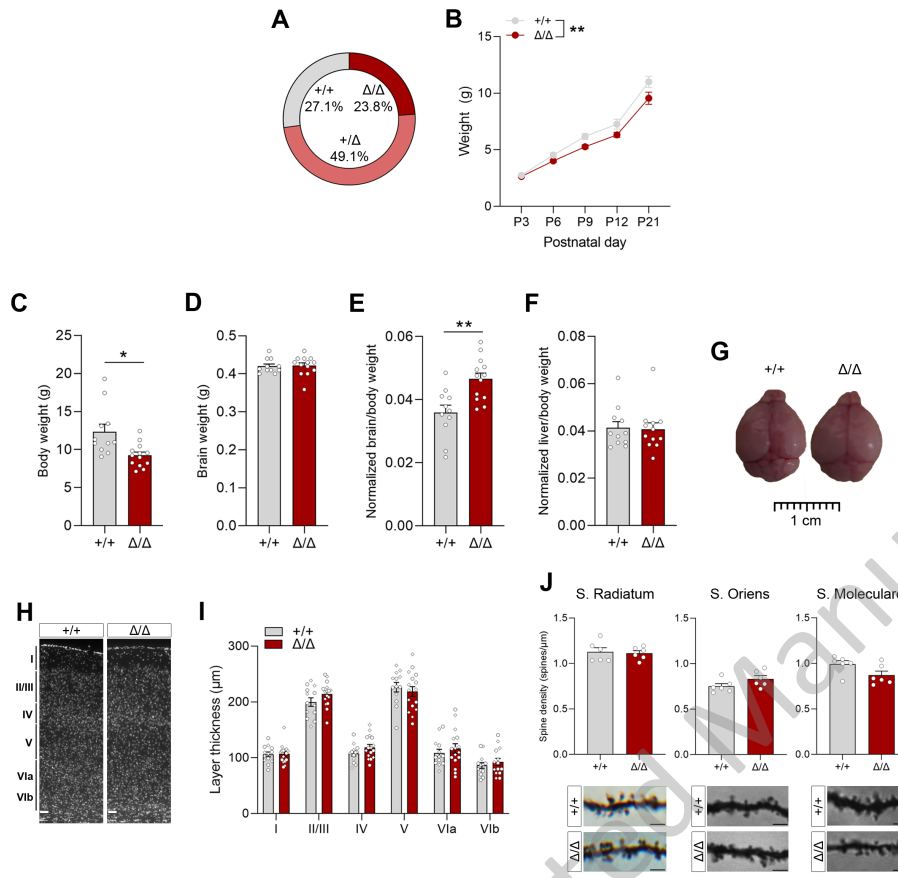 A
+/+
27.1%
Δ/Δ
23.8%
+/Δ
49.1%
B
+/+
Δ/Δ
**
15
10
5
0
Weight (g)
P3 P6 P9 P12 P21
Postnatal day
C
25
20
15
10
5
0
Body weight (g)
*
+/+ Δ/Δ
D
0.5
0.4
0.3
0.2
0.1
0.0
Brain weight (g)
+/+ Δ/Δ
E
0.06
0.04
0.02
0.00
Normalized brain/body weight
**
+/+ Δ/Δ
F
0.08
0.06
0.04
0.02
0.00
Normalized liver/body weight
+/+ Δ/Δ
G
+/+ Δ/Δ
1 cm
H
+/+ Δ/Δ
I
II/III
IV
V
VIa
VIb
I
+/+
Δ/Δ
300
200
100
0
Layer thickness (μm)
I II/III IV V VIa VIb
J
S. Radiatum
1.5
1.0
0.5
0.0
Spine density (spines/μm)
+/+ Δ/Δ
+/+
Δ/Δ
S. Oriens
1.5
1.0
0.5
0.0
+/+ Δ/Δ
+/+
Δ/Δ
S. Moleculare
1.5
1.0
0.5
0.0
+/+ Δ/Δ
+/+
Δ/Δ
ted Manu